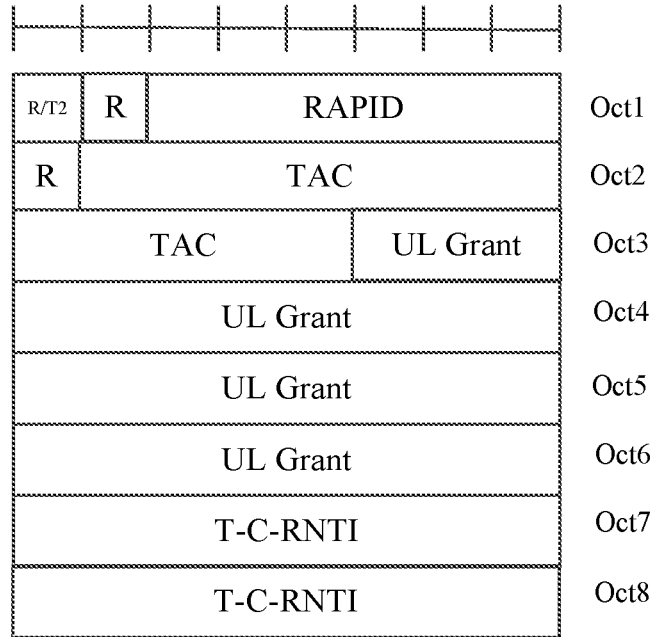 R/T2 R RAPID Oct1
R TAC Oct2
TAC UL Grant Oct3
UL Grant Oct4
UL Grant Oct5
UL Grant Oct6
T-C-RNTI Oct7
T-C-RNTI Oct8